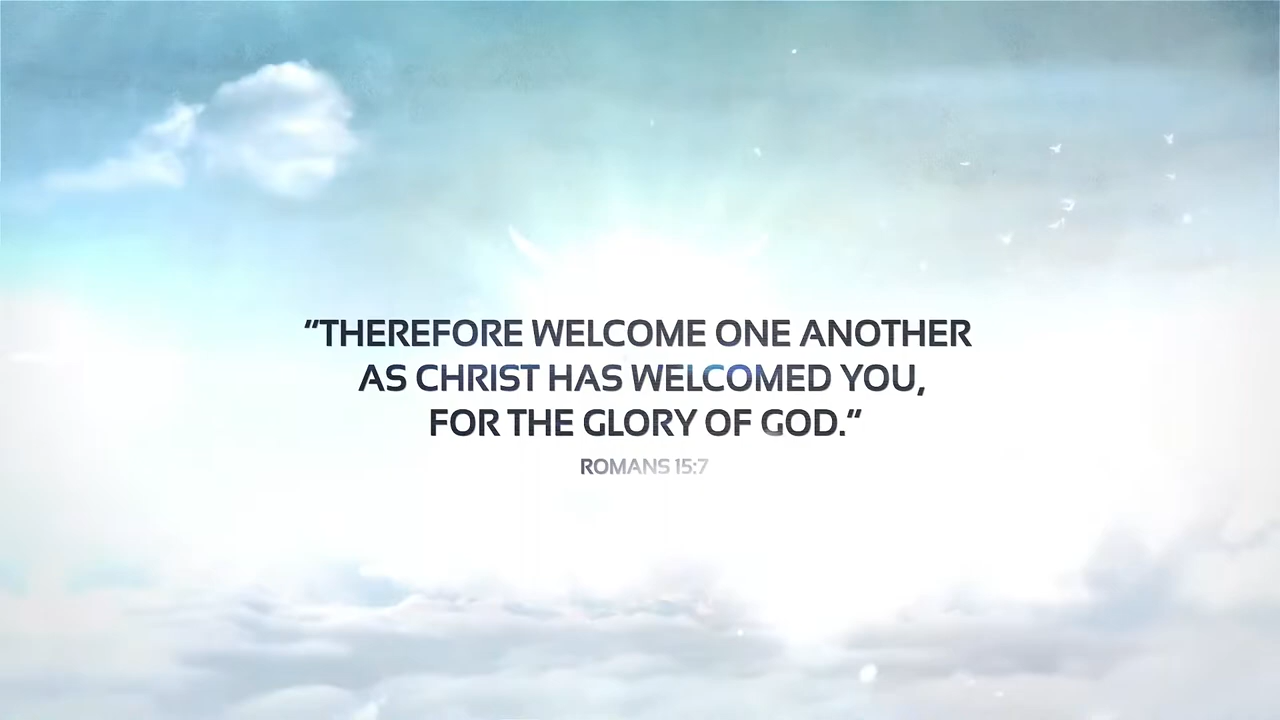 “THEREFORE WELCOME ONE ANOTHER
AS CHRIST HAS WELCOMED YOU,
FOR THE GLORY OF GOD.”
ROMANS 15:7